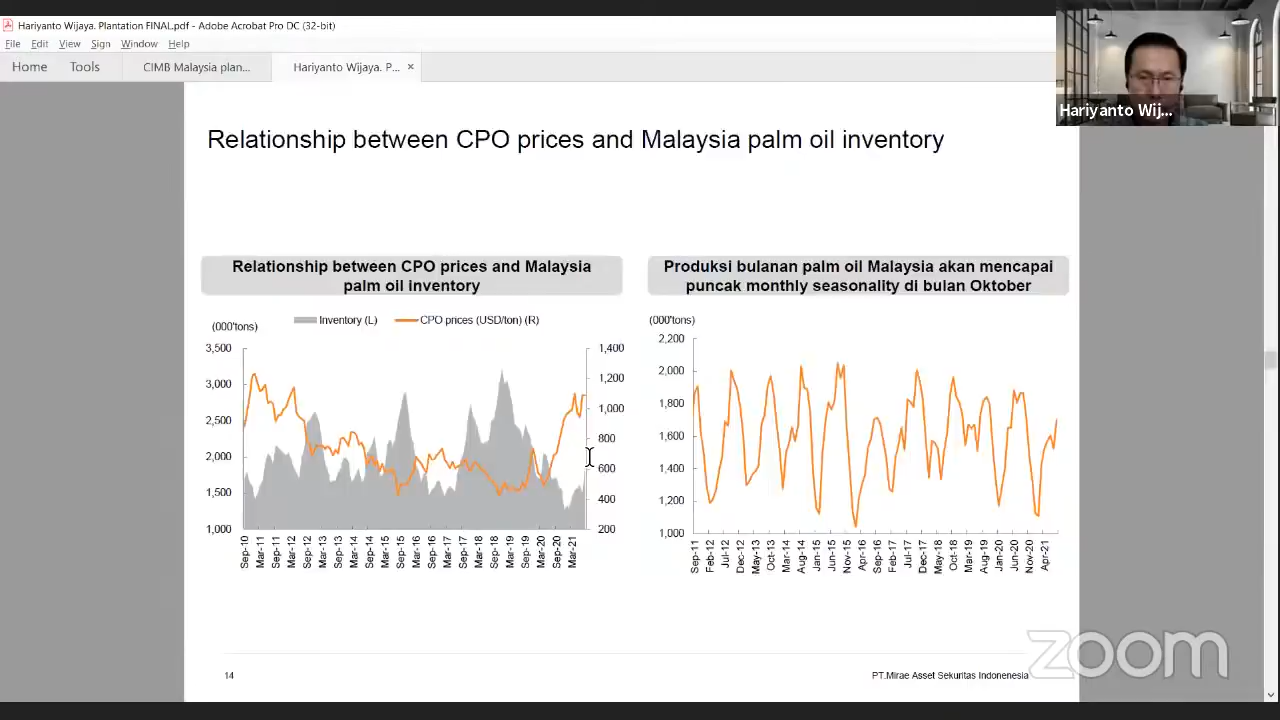 Hariyanto Wijaya. Plantation FINAL.pdf - Adobe Acrobat Pro DC (32-bit)
File Edit View Sign Window Help
Home Tools CIMB Malaysia plan... Hariyanto Wijaya. P... ×
Hariyanto Wij...
Relationship between CPO prices and Malaysia palm oil inventory
Relationship between CPO prices and Malaysia
palm oil inventory
(000'tons)
Inventory (L) CPO prices (USD/ton) (R)
3,500
3,000
2,500
2,000
1,500
1,000
1,400
1,200
1,000
800
600
400
200
Sep-10 Mar-11 Sep-11 Mar-12 Sep-12 Mar-13 Sep-13 Mar-14 Sep-14 Mar-15 Sep-15 Mar-16 Sep-16 Mar-17 Sep-17 Mar-18 Sep-18 Mar-19 Sep-19 Mar-20 Sep-20 Mar-21
Produksi bulanan palm oil Malaysia akan mencapai
puncak monthly seasonality di bulan Oktober
(000'tons)
2,200
2,000
1,800
1,600
1,400
1,200
1,000
Sep-11 Feb-12 Jul-12 Dec-12 May-13 Oct-13 Mar-14 Aug-14 Jan-15 Jun-15 Nov-15 Apr-16 Sep-16 Feb-17 Jul-17 Dec-17 May-18 Oct-18 Mar-19 Aug-19 Jan-20 Jun-20 Nov-20 Apr-21
14
PT.Mirae Asset Sekuritas Indonenesia
zoom